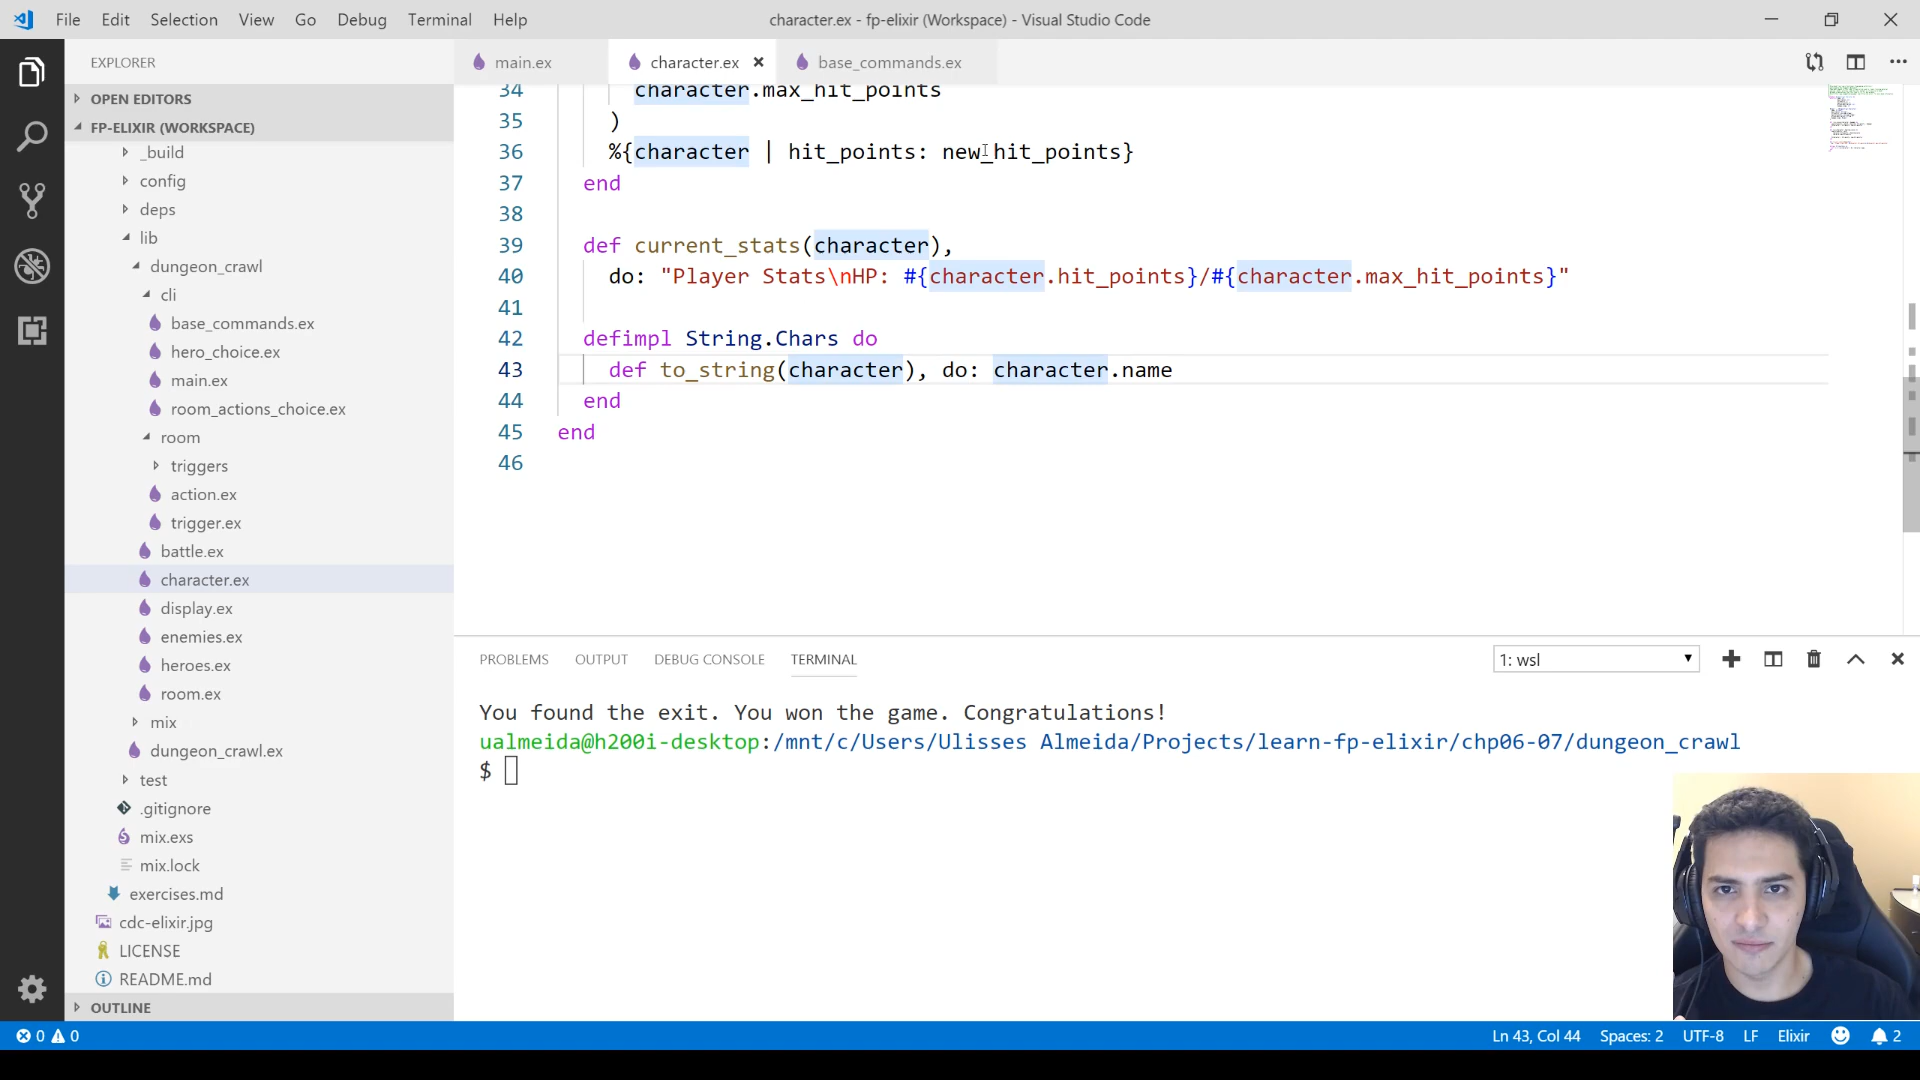 File Edit Selection View Go Debug Terminal Help
character.ex - fp-elixir (Workspace) - Visual Studio Code
EXPLORER
OPEN EDITORS
FP-ELIXIR (WORKSPACE)
_build
config
deps
lib
dungeon_crawl
cli
base_commands.ex
hero_choice.ex
main.ex
room_actions_choice.ex
room
triggers
action.ex
trigger.ex
battle.ex
character.ex
display.ex
enemies.ex
heroes.ex
room.ex
mix
dungeon_crawl.ex
test
.gitignore
mix.exs
mix.lock
exercises.md
cdc-elixir.jpg
LICENSE
README.md
OUTLINE
main.ex character.ex base_commands.ex
34 character.max_hit_points
35 )
36 %{character | hit_points: new_hit_points}
37 end
38
39 def current_stats(character),
40 do: "Player Stats\nHP: #{character.hit_points}/#{character.max_hit_points}"
41
42 defimpl String.Chars do
43 def to_string(character), do: character.name
44 end
45 end
46
PROBLEMS OUTPUT DEBUG CONSOLE TERMINAL
1: wsl
You found the exit. You won the game. Congratulations!
ualmeida@h200i-desktop:/mnt/c/Users/Ulisses Almeida/Projects/learn-fp-elixir/chp06-07/dungeon_crawl
$
0 0
Ln 43, Col 44 Spaces: 2 UTF-8 LF Elixir 2